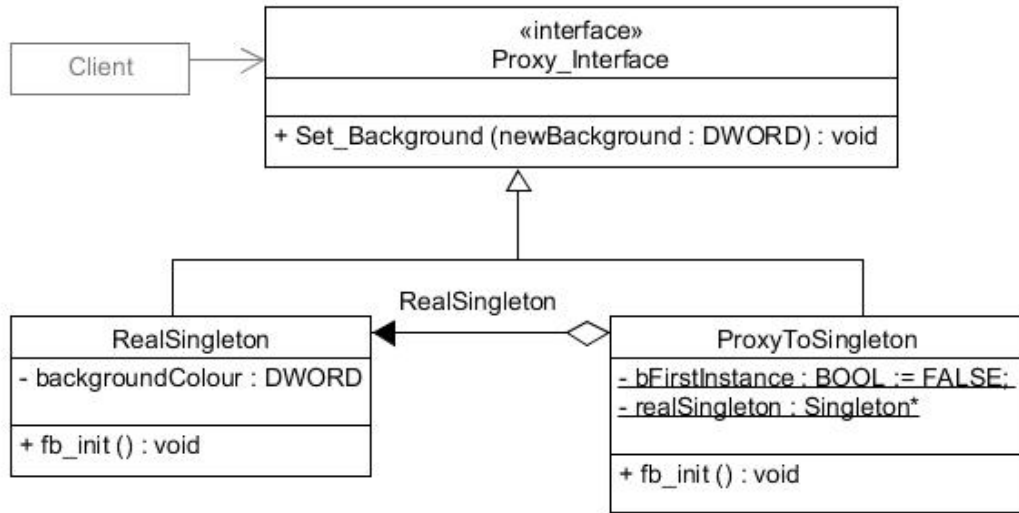 Client
«interface»
Proxy_Interface
+ Set_Background (newBackground : DWORD) : void
RealSingleton
RealSingleton
- backgroundColour : DWORD
+ fb_init () : void
ProxyToSingleton
- bFirstInstance : BOOL := FALSE;
- realSingleton : Singleton*
+ fb_init () : void